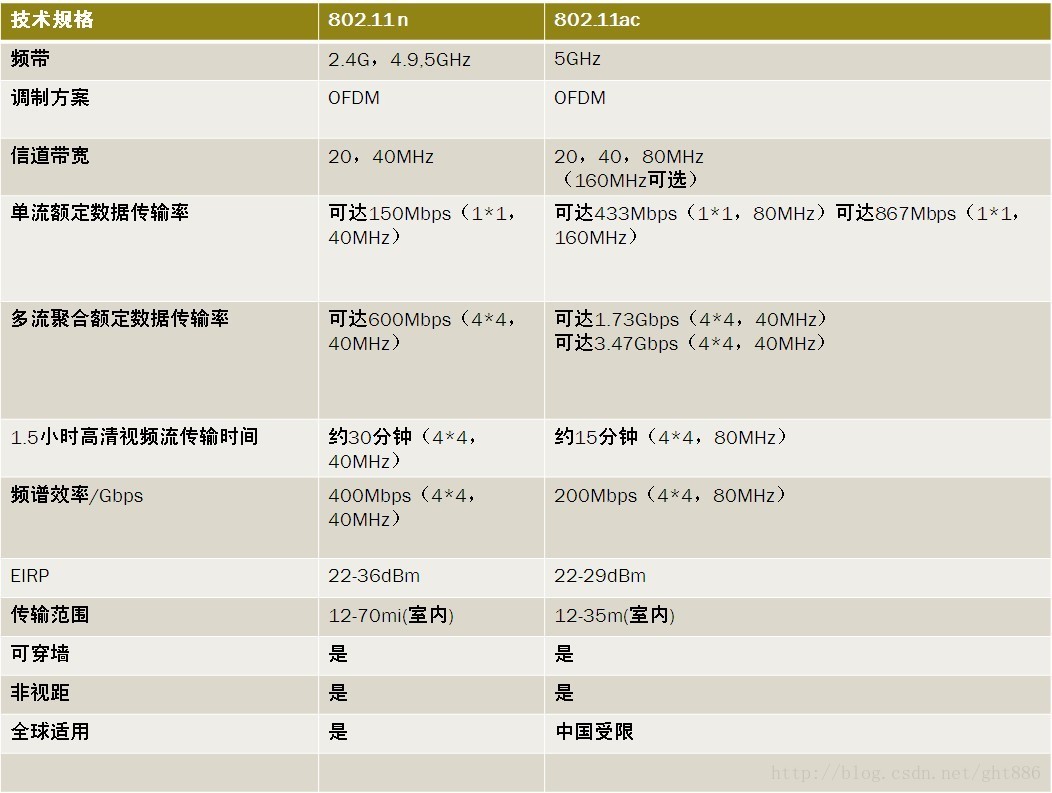 技术规格 802.11n 802.11ac
频带 2.4G，4.9,5GHz 5GHz
调制方案 OFDM OFDM
信道带宽 20，40MHz 20，40，80MHz
（160MHz可选）
单流额定数据传输率 可达150Mbps（1*1， 可达433Mbps（1*1，80MHz）可达867Mbps（1*1，
40MHz） 160MHz）
多流聚合额定数据传输率 可达600Mbps（4*4， 可达1.73Gbps（4*4，40MHz）
40MHz） 可达3.47Gbps（4*4，40MHz）
1.5小时高清视频流传输时间 约30分钟（4*4， 约15分钟（4*4，80MHz）
40MHz）
频谱效率/Gbps 400Mbps（4*4， 200Mbps（4*4，80MHz）
40MHz）
EIRP 22-36dBm 22-29dBm
传输范围 12-70mi(室内) 12-35m(室内)
可穿墙 是 是
非视距 是 是
全球适用 是 中国受限
http://blog.csdn.net/ght886